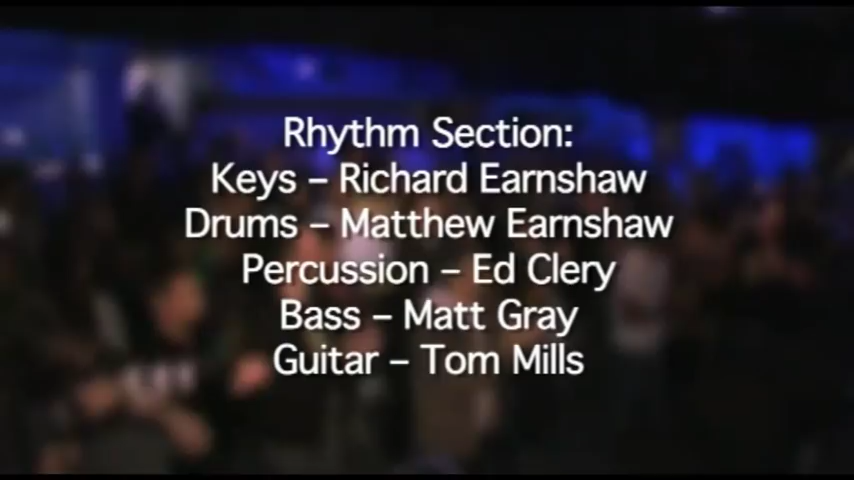 Rhythm Section:
Keys – Richard Earnshaw
Drums – Matthew Earnshaw
Percussion – Ed Clery
Bass – Matt Gray
Guitar – Tom Mills